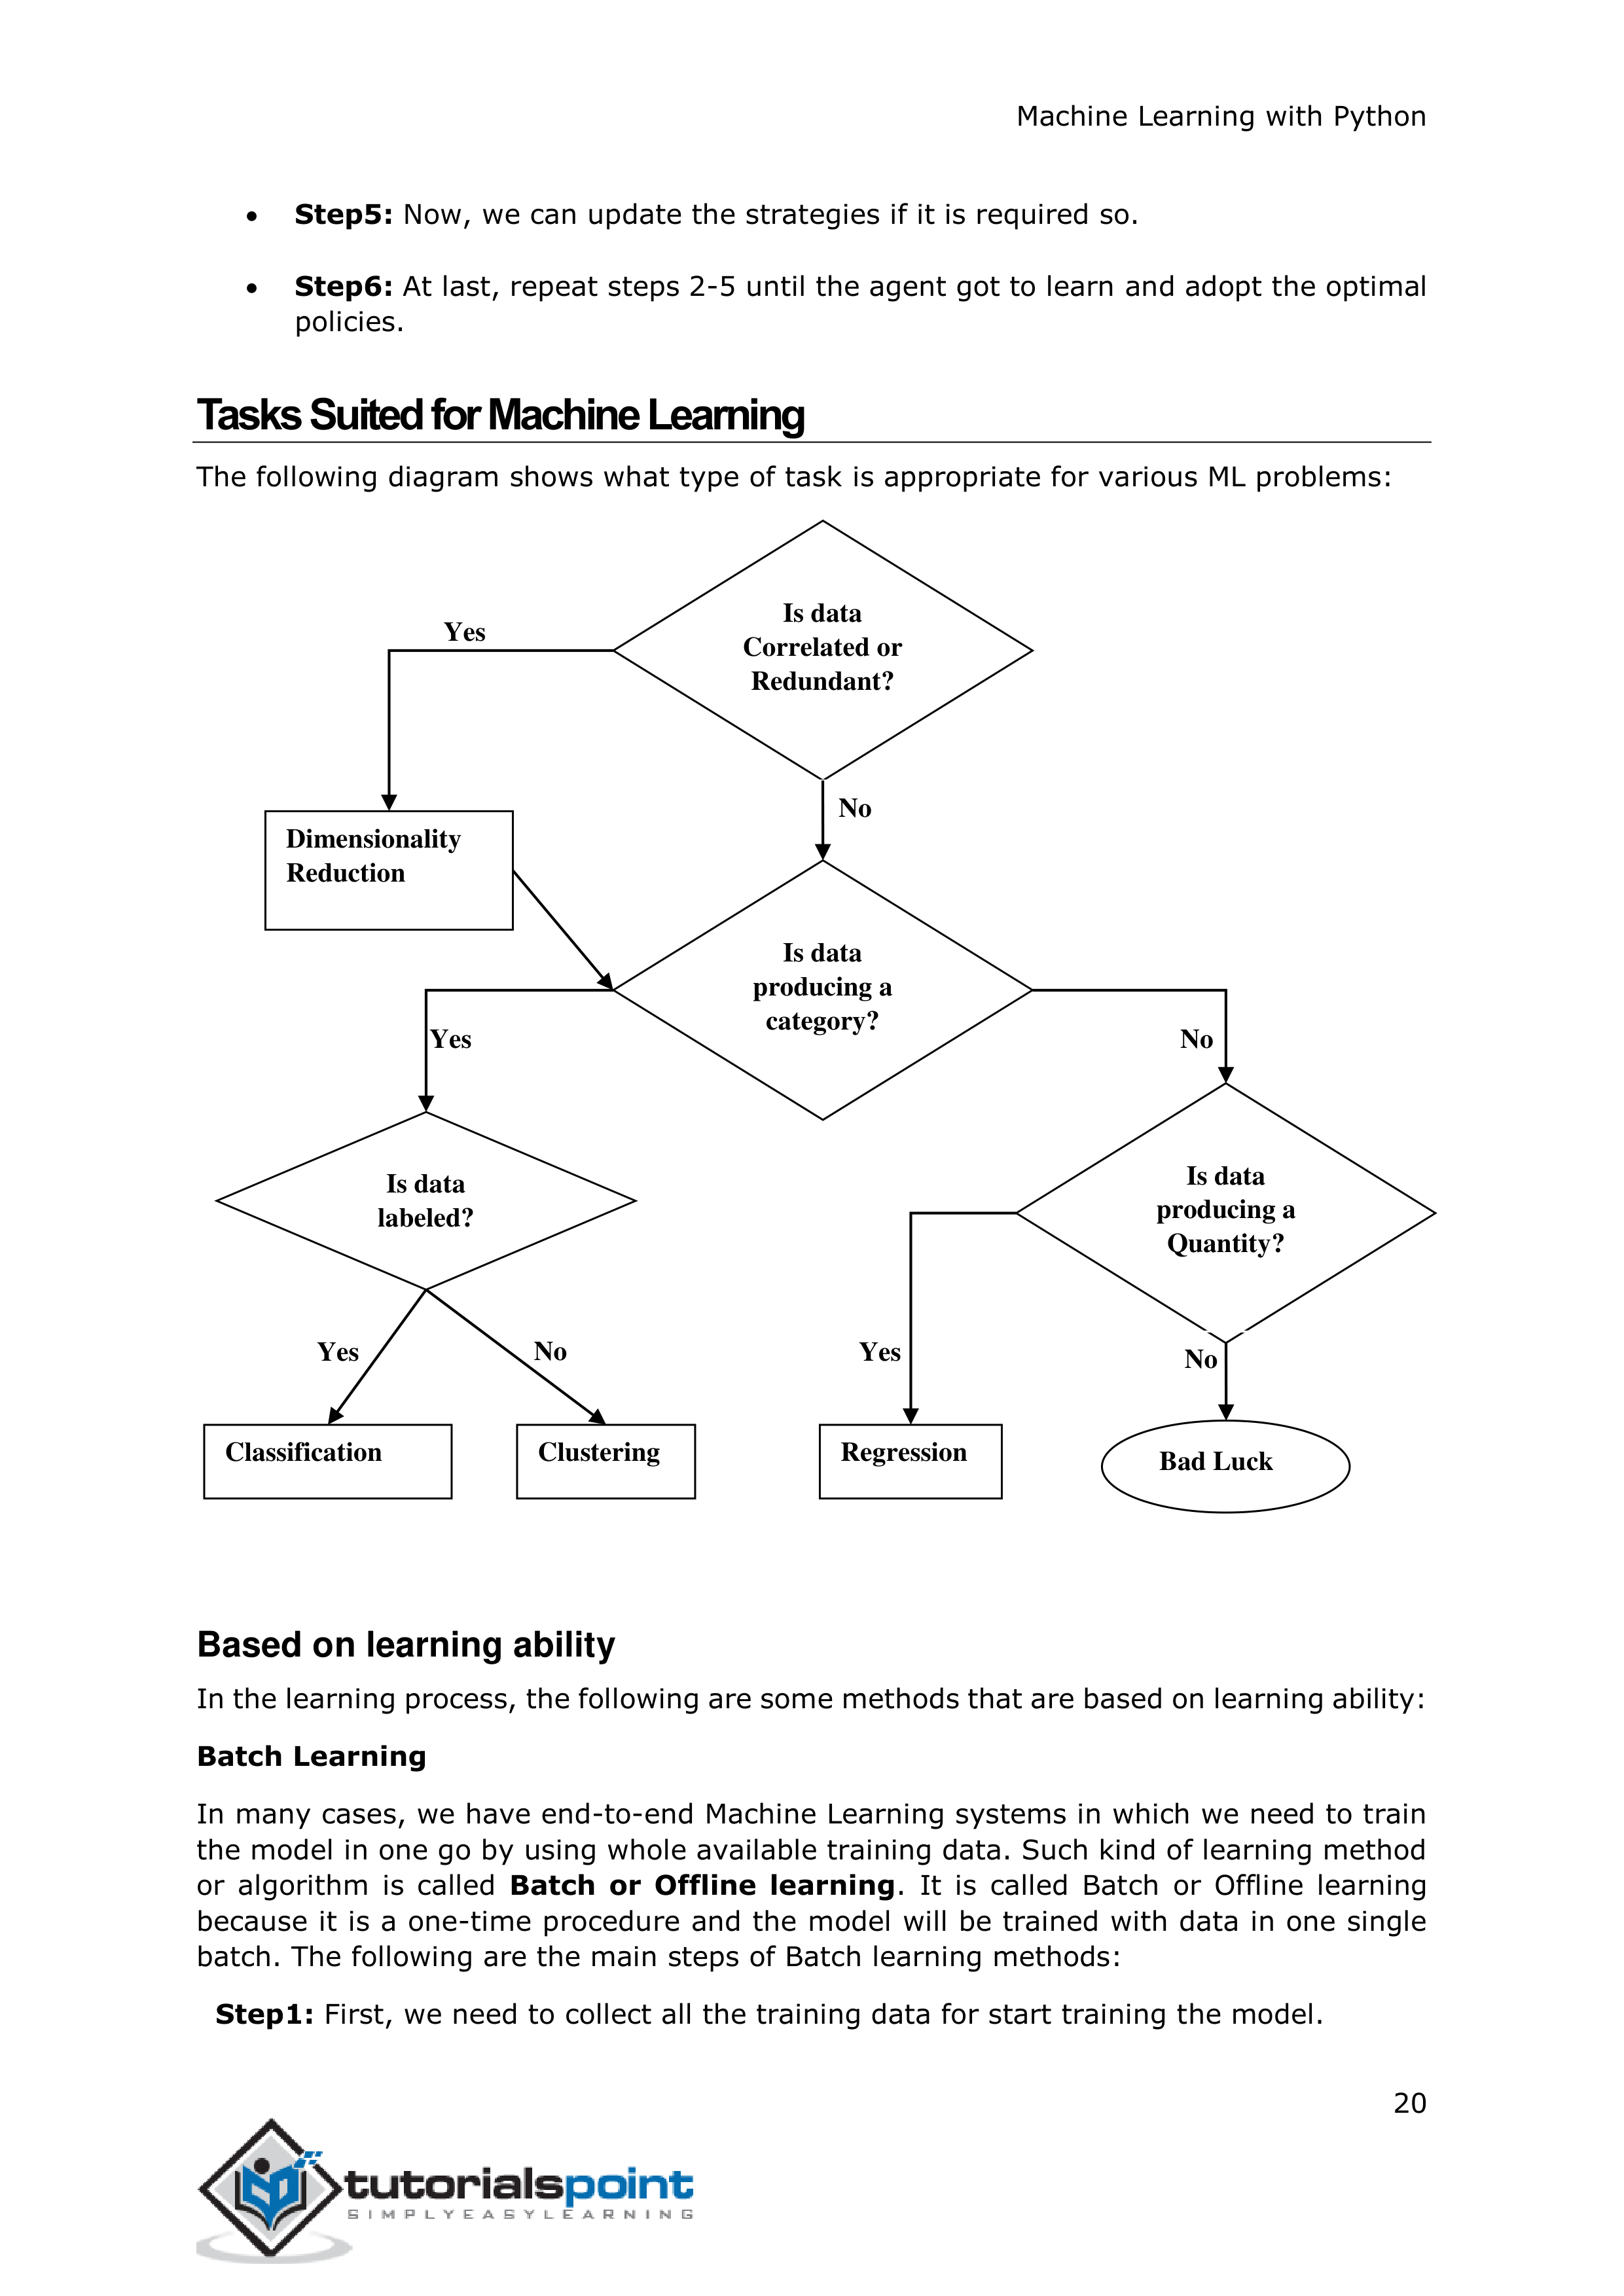 Machine Learning with Python
• Step5: Now, we can update the strategies if it is required so.
• Step6: At last, repeat steps 2-5 until the agent got to learn and adopt the optimal
policies.
Tasks Suited for Machine Learning
The following diagram shows what type of task is appropriate for various ML problems:
Is data
Correlated or
Redundant?
Yes
No
Dimensionality
Reduction
Is data
producing a
category?
Yes
No
Is data
labeled?
Is data
producing a
Quantity?
Yes
No
Yes
No
Classification
Clustering
Regression
Bad Luck
Based on learning ability
In the learning process, the following are some methods that are based on learning ability:
Batch Learning
In many cases, we have end-to-end Machine Learning systems in which we need to train
the model in one go by using whole available training data. Such kind of learning method
or algorithm is called Batch or Offline learning. It is called Batch or Offline learning
because it is a one-time procedure and the model will be trained with data in one single
batch. The following are the main steps of Batch learning methods:
Step1: First, we need to collect all the training data for start training the model.
20
tutorialspoint
SIMPLYEASYLEARNING